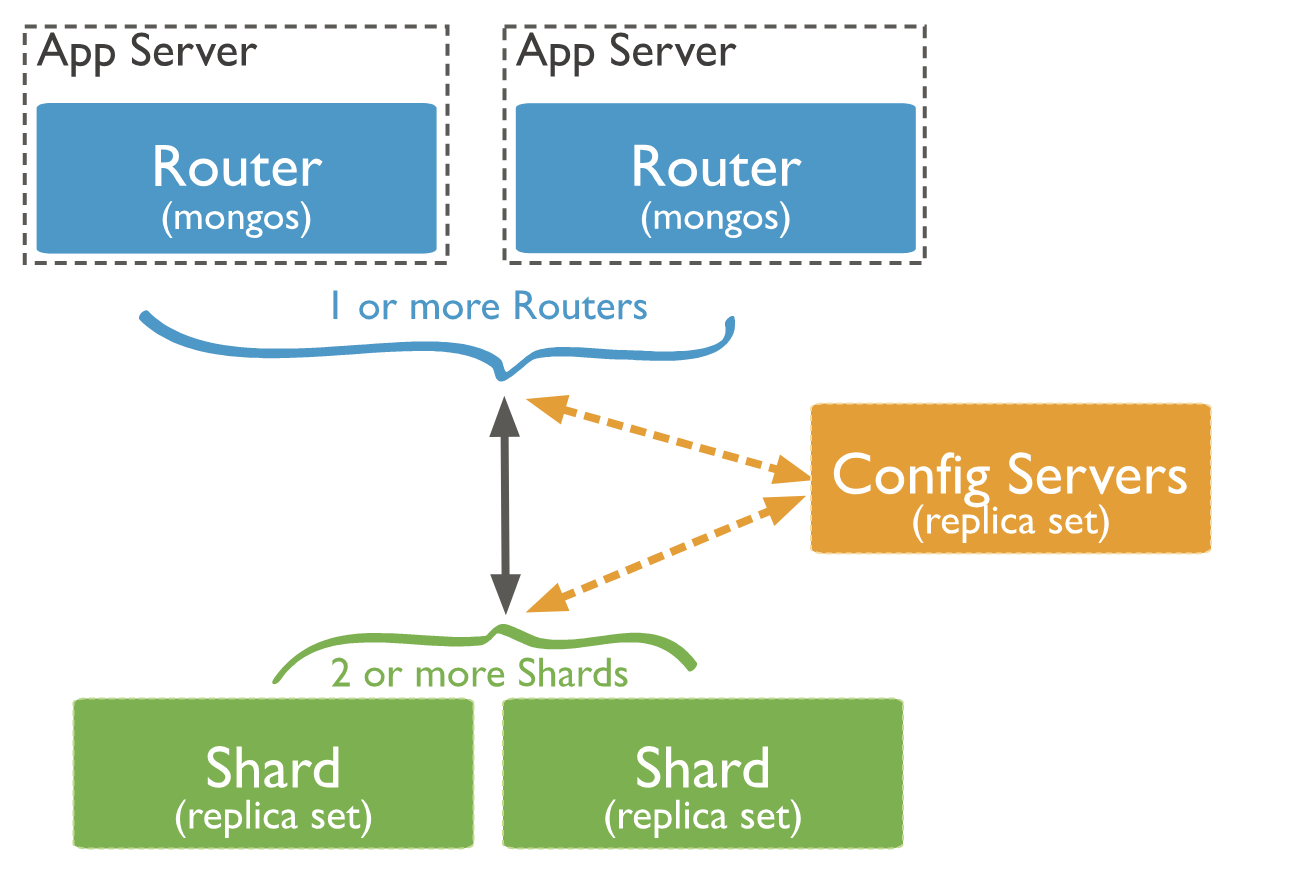 App Server
App Server
Router
(mongos)
Router
(mongos)
1 or more Routers
Config Servers
(replica set)
2 or more Shards
Shard
(replica set)
Shard
(replica set)